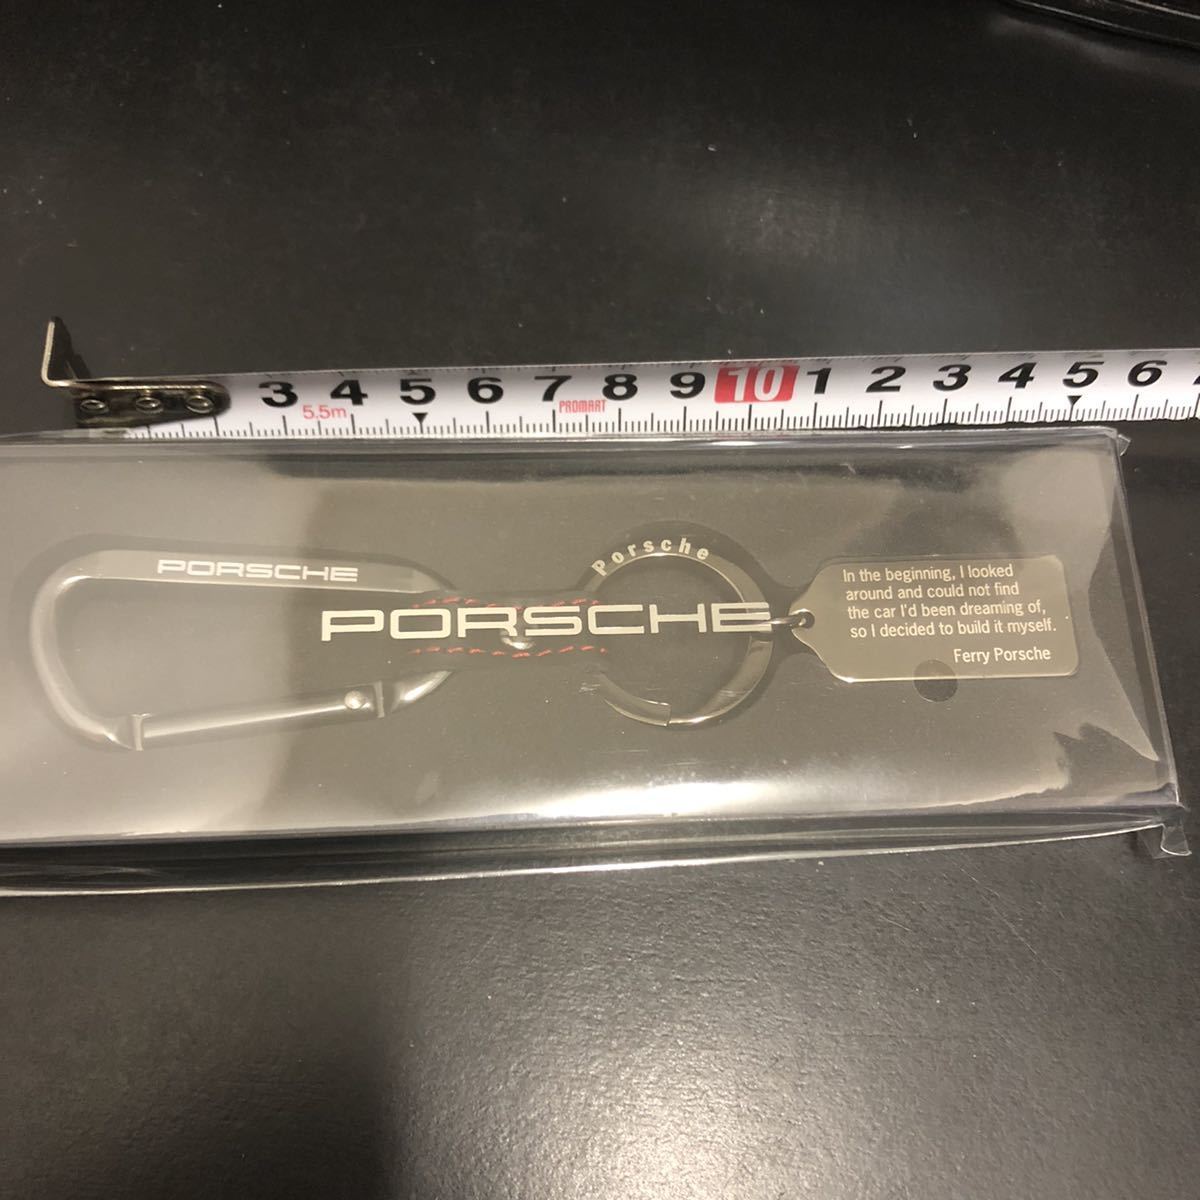 3 4 5 6 7 8 9 10 1 2 3 4 5 6
5.5m
PROMART
PORSCHE
Porsche
PORSCHE
In the beginning, I looked
around and could not find
the car I'd been dreaming of,
so I decided to build it myself.
Ferry Porsche